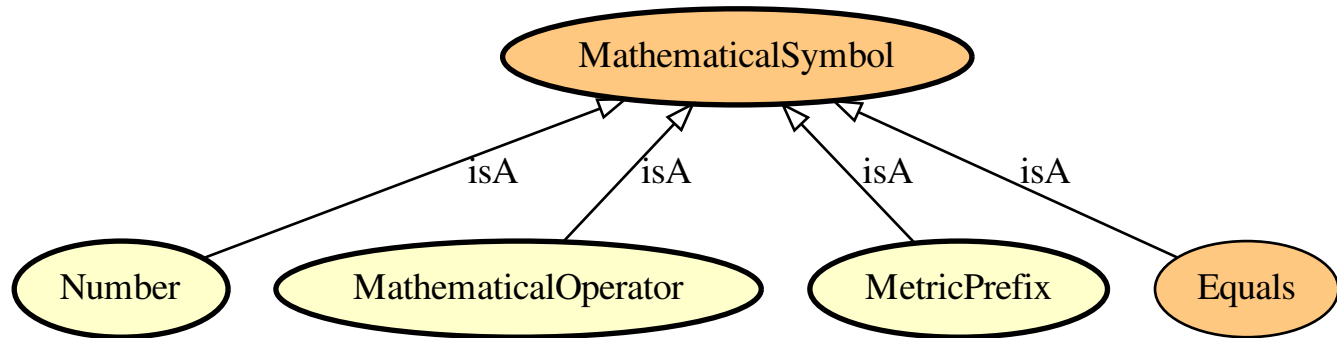 MathematicalSymbol
isA isA isA isA
Number MathematicalOperator MetricPrefix Equals